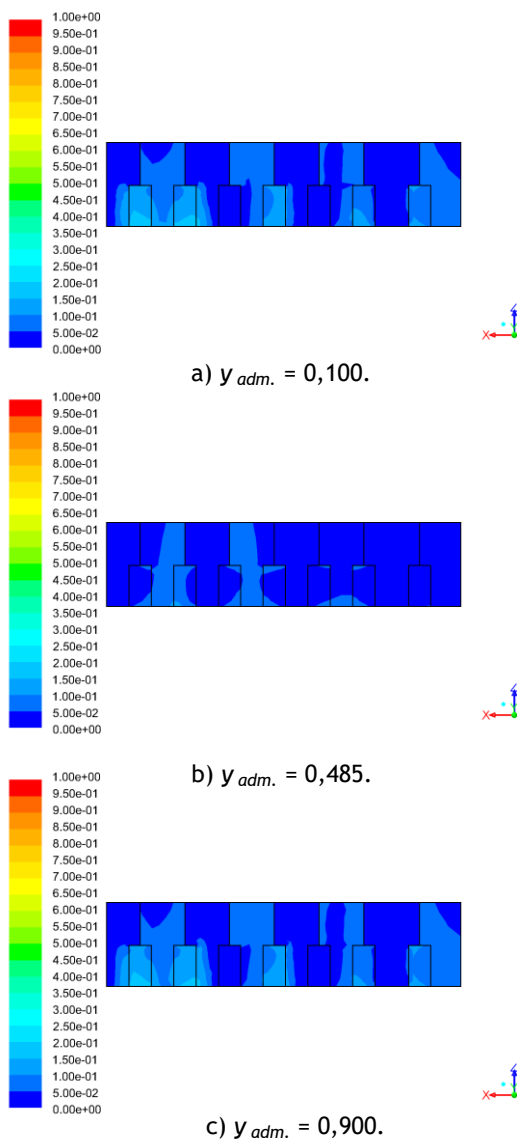 1.00e+00
9.50e-01
9.00e-01
8.50e-01
8.00e-01
7.50e-01
7.00e-01
6.50e-01
6.00e-01
5.50e-01
5.00e-01
4.50e-01
4.00e-01
3.50e-01
3.00e-01
2.50e-01
2.00e-01
1.50e-01
1.00e-01
5.00e-02
0.00e+00
Z
X Y
a) y adm. = 0,100.
1.00e+00
9.50e-01
9.00e-01
8.50e-01
8.00e-01
7.50e-01
7.00e-01
6.50e-01
6.00e-01
5.50e-01
5.00e-01
4.50e-01
4.00e-01
3.50e-01
3.00e-01
2.50e-01
2.00e-01
1.50e-01
1.00e-01
5.00e-02
0.00e+00
Z
X Y
b) y adm. = 0,485.
1.00e+00
9.50e-01
9.00e-01
8.50e-01
8.00e-01
7.50e-01
7.00e-01
6.50e-01
6.00e-01
5.50e-01
5.00e-01
4.50e-01
4.00e-01
3.50e-01
3.00e-01
2.50e-01
2.00e-01
1.50e-01
1.00e-01
5.00e-02
0.00e+00
Z
X Y
c) y adm. = 0,900.